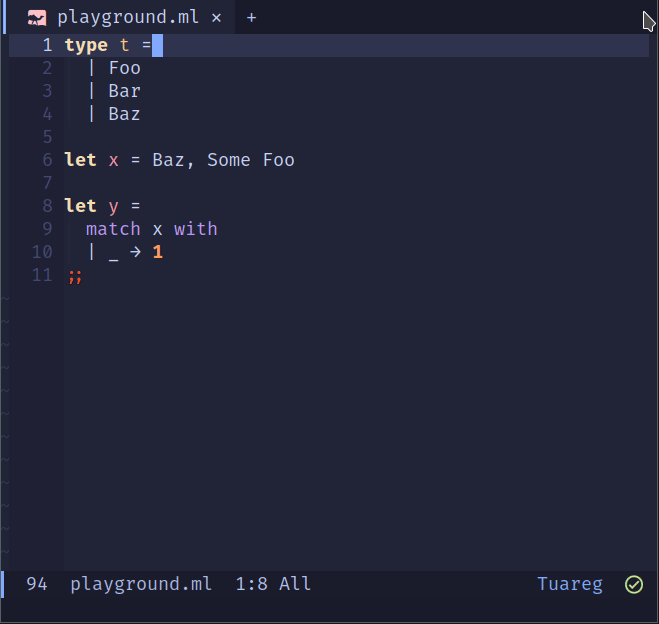 playground.ml × +
1 type t =
2 | Foo
3 | Bar
4 | Baz
5
6 let x = Baz, Some Foo
7
8 let y =
9 match x with
10 | _ → 1
11 ;;
~
~
~
~
~
~
~
~
~
~
~
~
94 playground.ml 1:8 All Tuareg